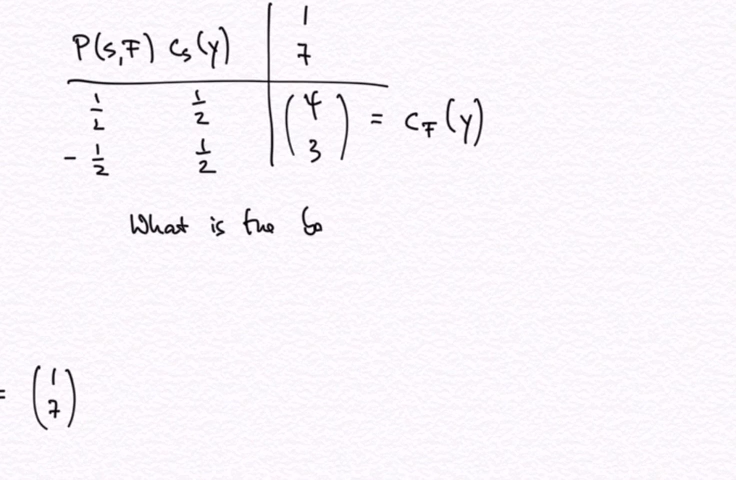 P(S,F) C_S(y) | 1
7
1/2 1/2 | (4
-1/2 1/2 | 3) = C_F(y)
What is the
= (1
7)